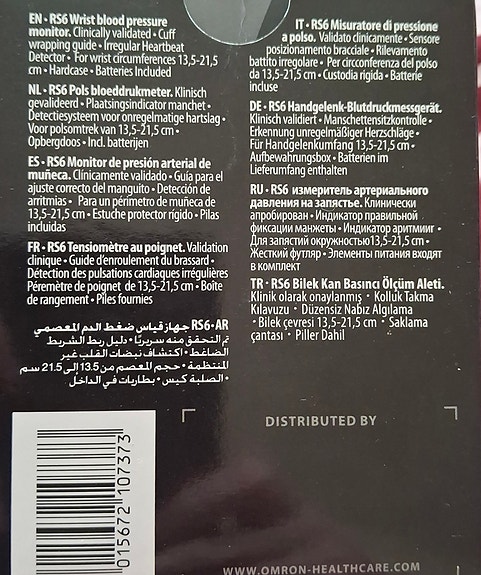 EN • RS6 Wrist blood pressure
monitor. Clinically validated • Cuff
wrapping guide • Irregular Heartbeat
Detector • For wrist circumferences 13,5-21,5
cm • Hardcase • Batteries Included
NL • RS6 Pols bloeddrukmeter. Klinisch
gevalideerd • Plaatsingsindicator manchet •
Detectiesysteem voor onregelmatige hartslag •
Voor polsomtrek van 13,5-21,5 cm •
Opbergdoos • Incl. batterijen
ES • RS6 Monitor de presión arterial de
muñeca. Clínicamente validado • Guía para el
ajuste correcto del manguito • Detección de
arritmias • Para un perímetro de muñeca de
13,5-21,5 cm • Estuche protector rígido • Pilas
incluidas
FR • RS6 Tensiomètre au poignet. Validation
clinique • Guide d'enroulement du brassard •
Détection des pulsations cardiaques irrégulières
Péremètre de poignet de 13,5-21,5 cm • Boîte
de rangement • Piles fournies
RS6 • AR جهاز قياس ضغط الدم المعصمي
تم التحقق منه سريريًا • دليل ربط الشريط
الضاغط • اكتشاف نبضات القلب غير
المنتظمة • حجم المعصم من 13.5 إلى 21.5 سم
• الصلبة كيس • بطاريات في الداخل
IT • RS6 Misuratore di pressione
a polso. Validato clinicamente • Sensore
posizionamento bracciale • Rilevamento
battito irregolare • Per circconferenza del polso
da 13,5-21,5 cm • Custodia rigida • Batterie
incluse
DE • RS6 Handgelenk-Blutdruckmessgerät.
Klinisch validiert • Manschettensitzkontrolle •
Erkennung unregelmäßiger Herzschläge •
Für Handgelenkumfang 13,5-21,5 cm •
Aufbewahrungsbox • Batterien im
Lieferumfang enthalten
RU • RS6 измеритель артериального
давления на запястье. Клинически
апробирован • Индикатор правильной
фиксации манжеты • Индикатор аритмииг •
Для запястий окружностью13,5-21,5 cm •
Жесткий футляр • Элементы питания входят
в комплект
TR • RS6 Bilek Kan Basıncı Ölçüm Aleti.
Klinik olarak onaylanmış • Kolluk Takma
Kılavuzu • Düzensiz Nabız Algılama
• Bilek çevresi 13,5-21,5 cm • Saklama
çantası • Piller Dahil
DISTRIBUTED BY
015672 107373
WWW.OMRON-HEALTHCARE.COM